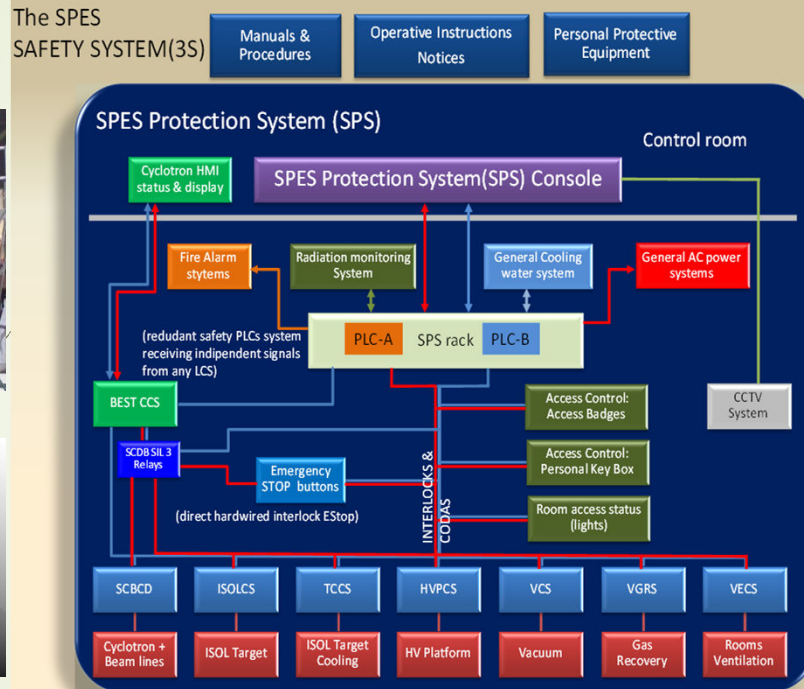 The SPES
SAFETY SYSTEM(3S)
Manuals &
Procedures
Operative Instructions
Notices
Personal Protective
Equipment
SPES Protection System (SPS)
Control room
Cyclotron HMI
status & display
SPES Protection System(SPS) Console
Fire Alarm
stytems
Radiation monitoring
System
General Cooling
water system
General AC power
systems
(redudant safety PLCs system
receiving indipendent signals
from any LCS)
PLC-A
SPS rack
PLC-B
BEST CCS
Access Control:
Access Badges
CCTV
System
SCDB SIL 3
Relays
Emergency
STOP buttons
Access Control:
Personal Key Box
(direct hardwired interlock EStop)
INTERLOCKS &
CODAS
Room access status
(lights)
SCBCD
ISOLCS
TCCS
HVPCS
VCS
VGRS
VECS
Cyclotron +
Beam lines
ISOL Target
ISOL Target
Cooling
HV Platform
Vacuum
Gas
Recovery
Rooms
Ventilation